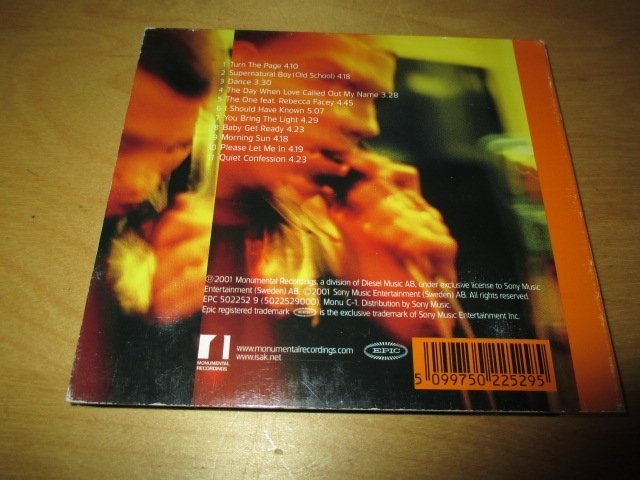 1 Turn The Page 4.10
2 Supernatural Boy (Old School) 4.18
3 Dance 3.30
4 The Day When Love Called Out My Name 3.28
5 The One feat. Rebecca Facey 4.45
6 I Should Have Known 5.07
7 You Bring The Light 4.29
8 Baby Get Ready 4.23
9 Morning Sun 4.18
10 Please Let Me In 4.19
11 Quiet Confession 4.23
℗2001 Monumental Recordings, a division of Diesel Music AB, under exclusive license to Sony Music
Entertainment (Sweden) AB. ©2001 Sony Music Entertainment (Sweden) AB. All rights reserved.
EPC 502252 9 (5022529000). Monu C-1. Distribution by Sony Music.
Epic registered trademark EPIC is the exclusive trademark of Sony Music Entertainment Inc.
MONUMENTAL
RECORDINGS
www.monumentalrecordings.com
www.isak.net
EPIC
5 099750 225295